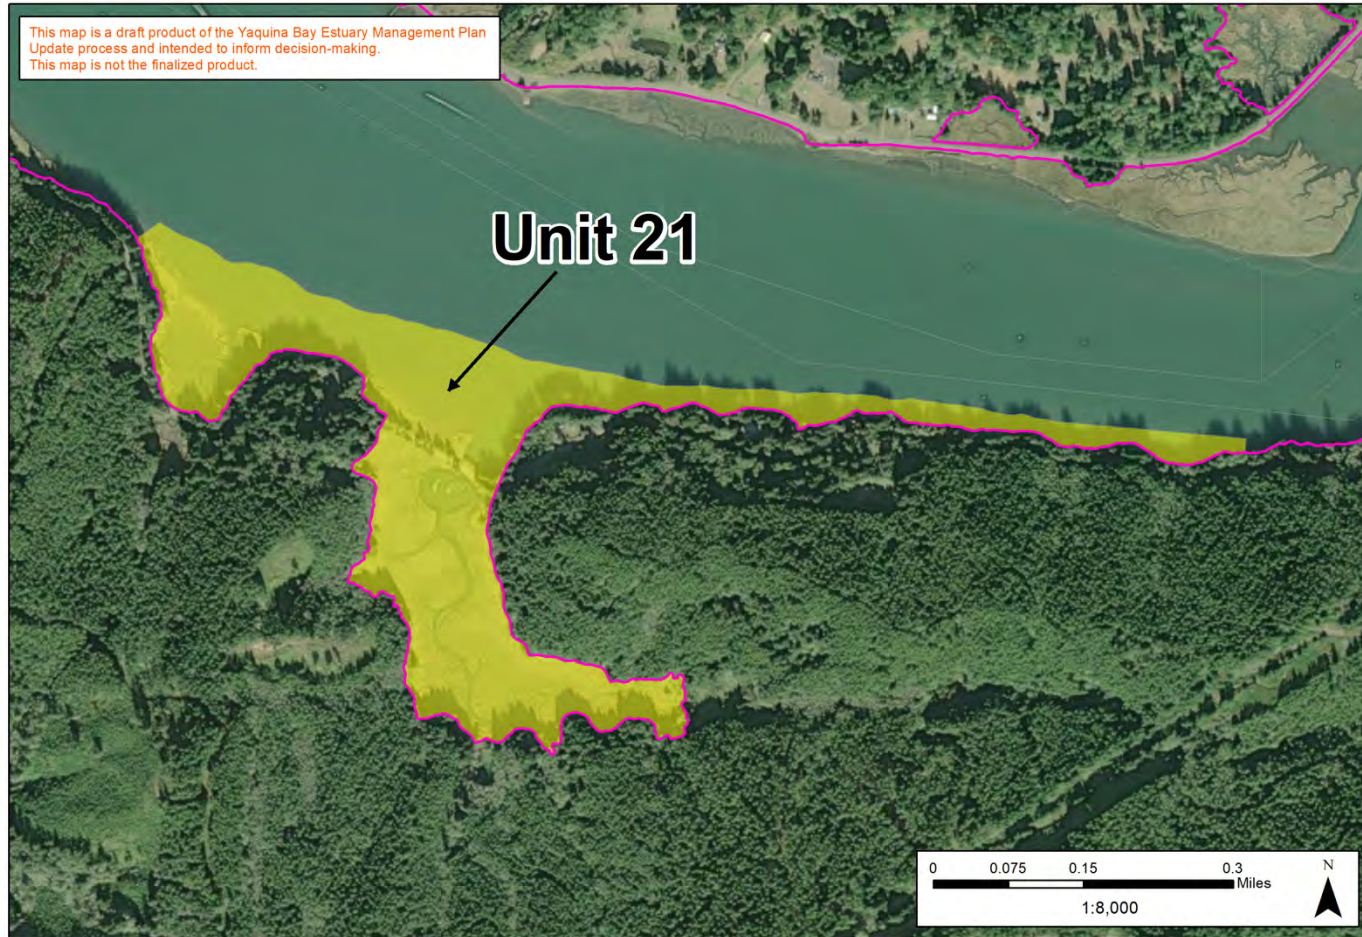 This map is a draft product of the Yaquina Bay Estuary Management Plan
Update process and intended to inform decision-making.
This map is not the finalized product.
Unit 21
0 0.075 0.15 0.3
Miles
1:8,000
N